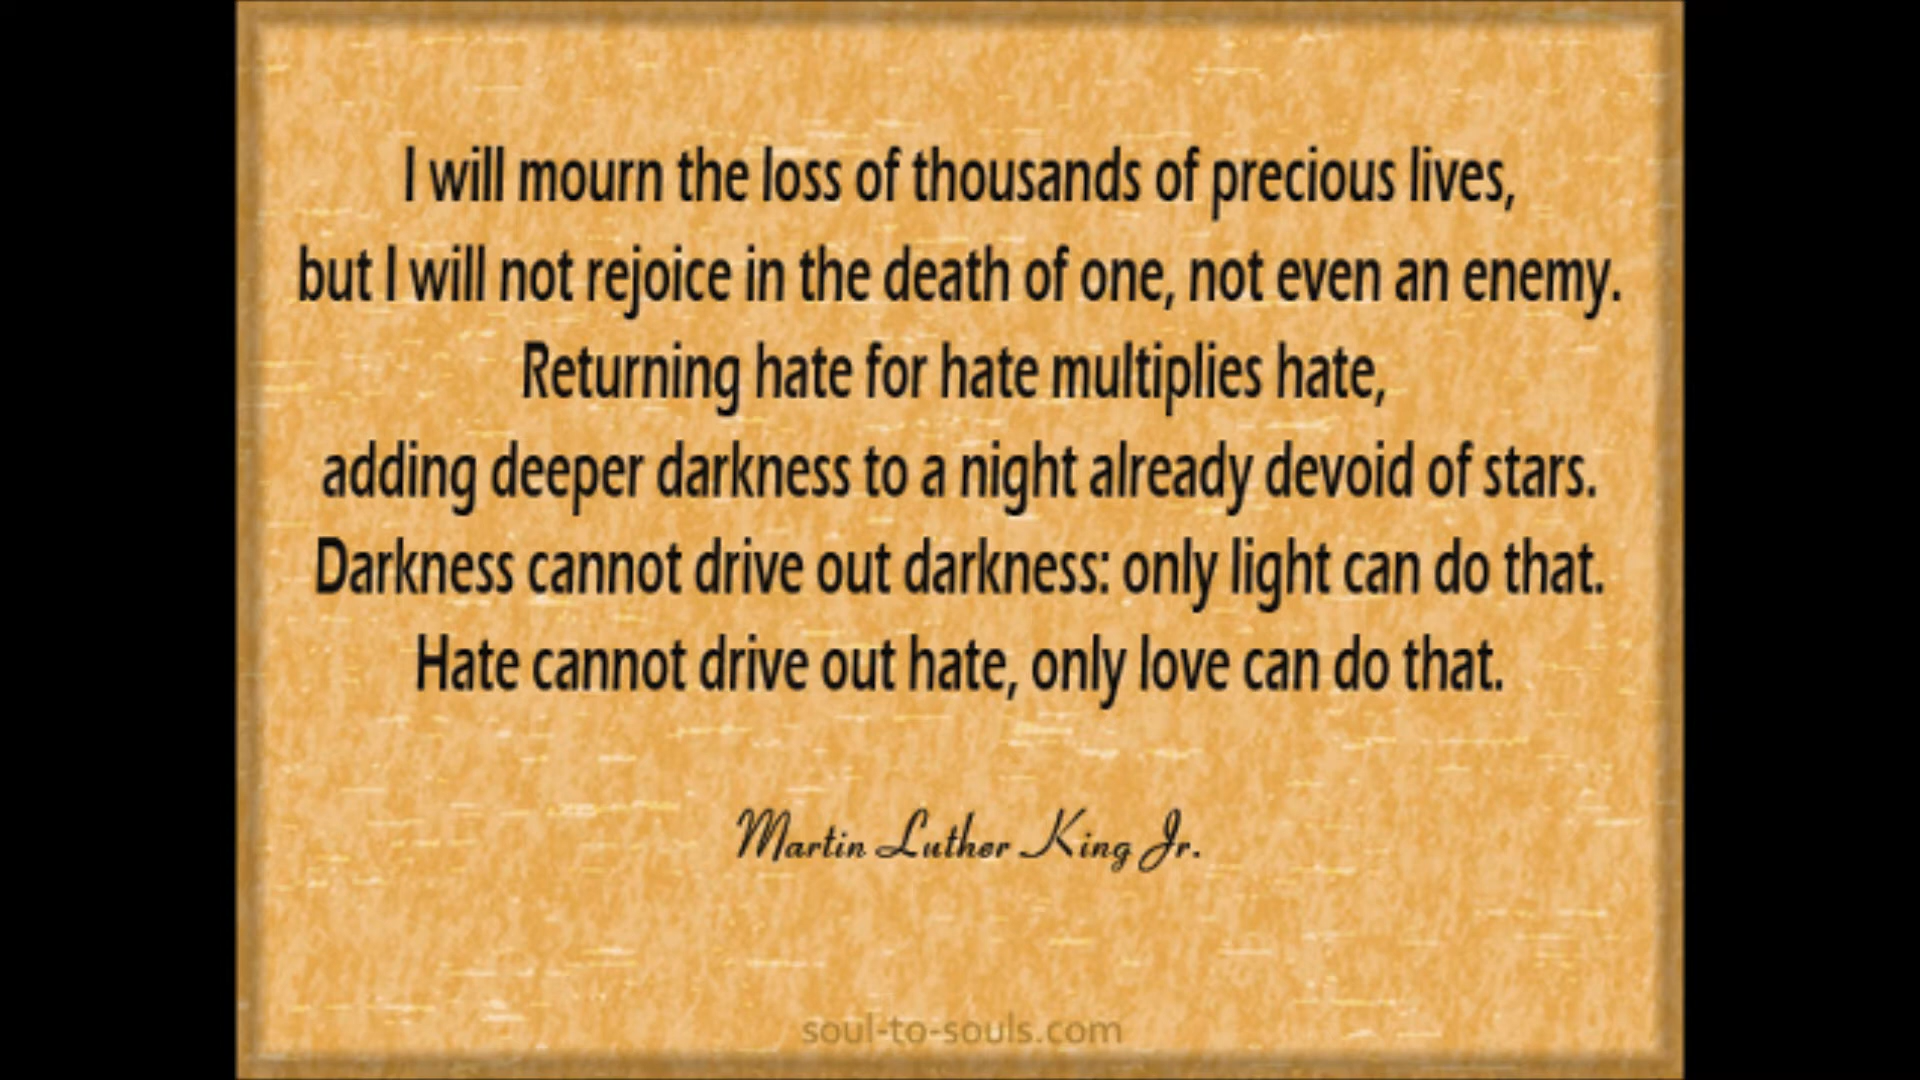 I will mourn the loss of thousands of precious lives,
but I will not rejoice in the death of one, not even an enemy.
Returning hate for hate multiplies hate,
adding deeper darkness to a night already devoid of stars.
Darkness cannot drive out darkness: only light can do that.
Hate cannot drive out hate, only love can do that.
Martin Luther King Jr.
soul-to-souls.com